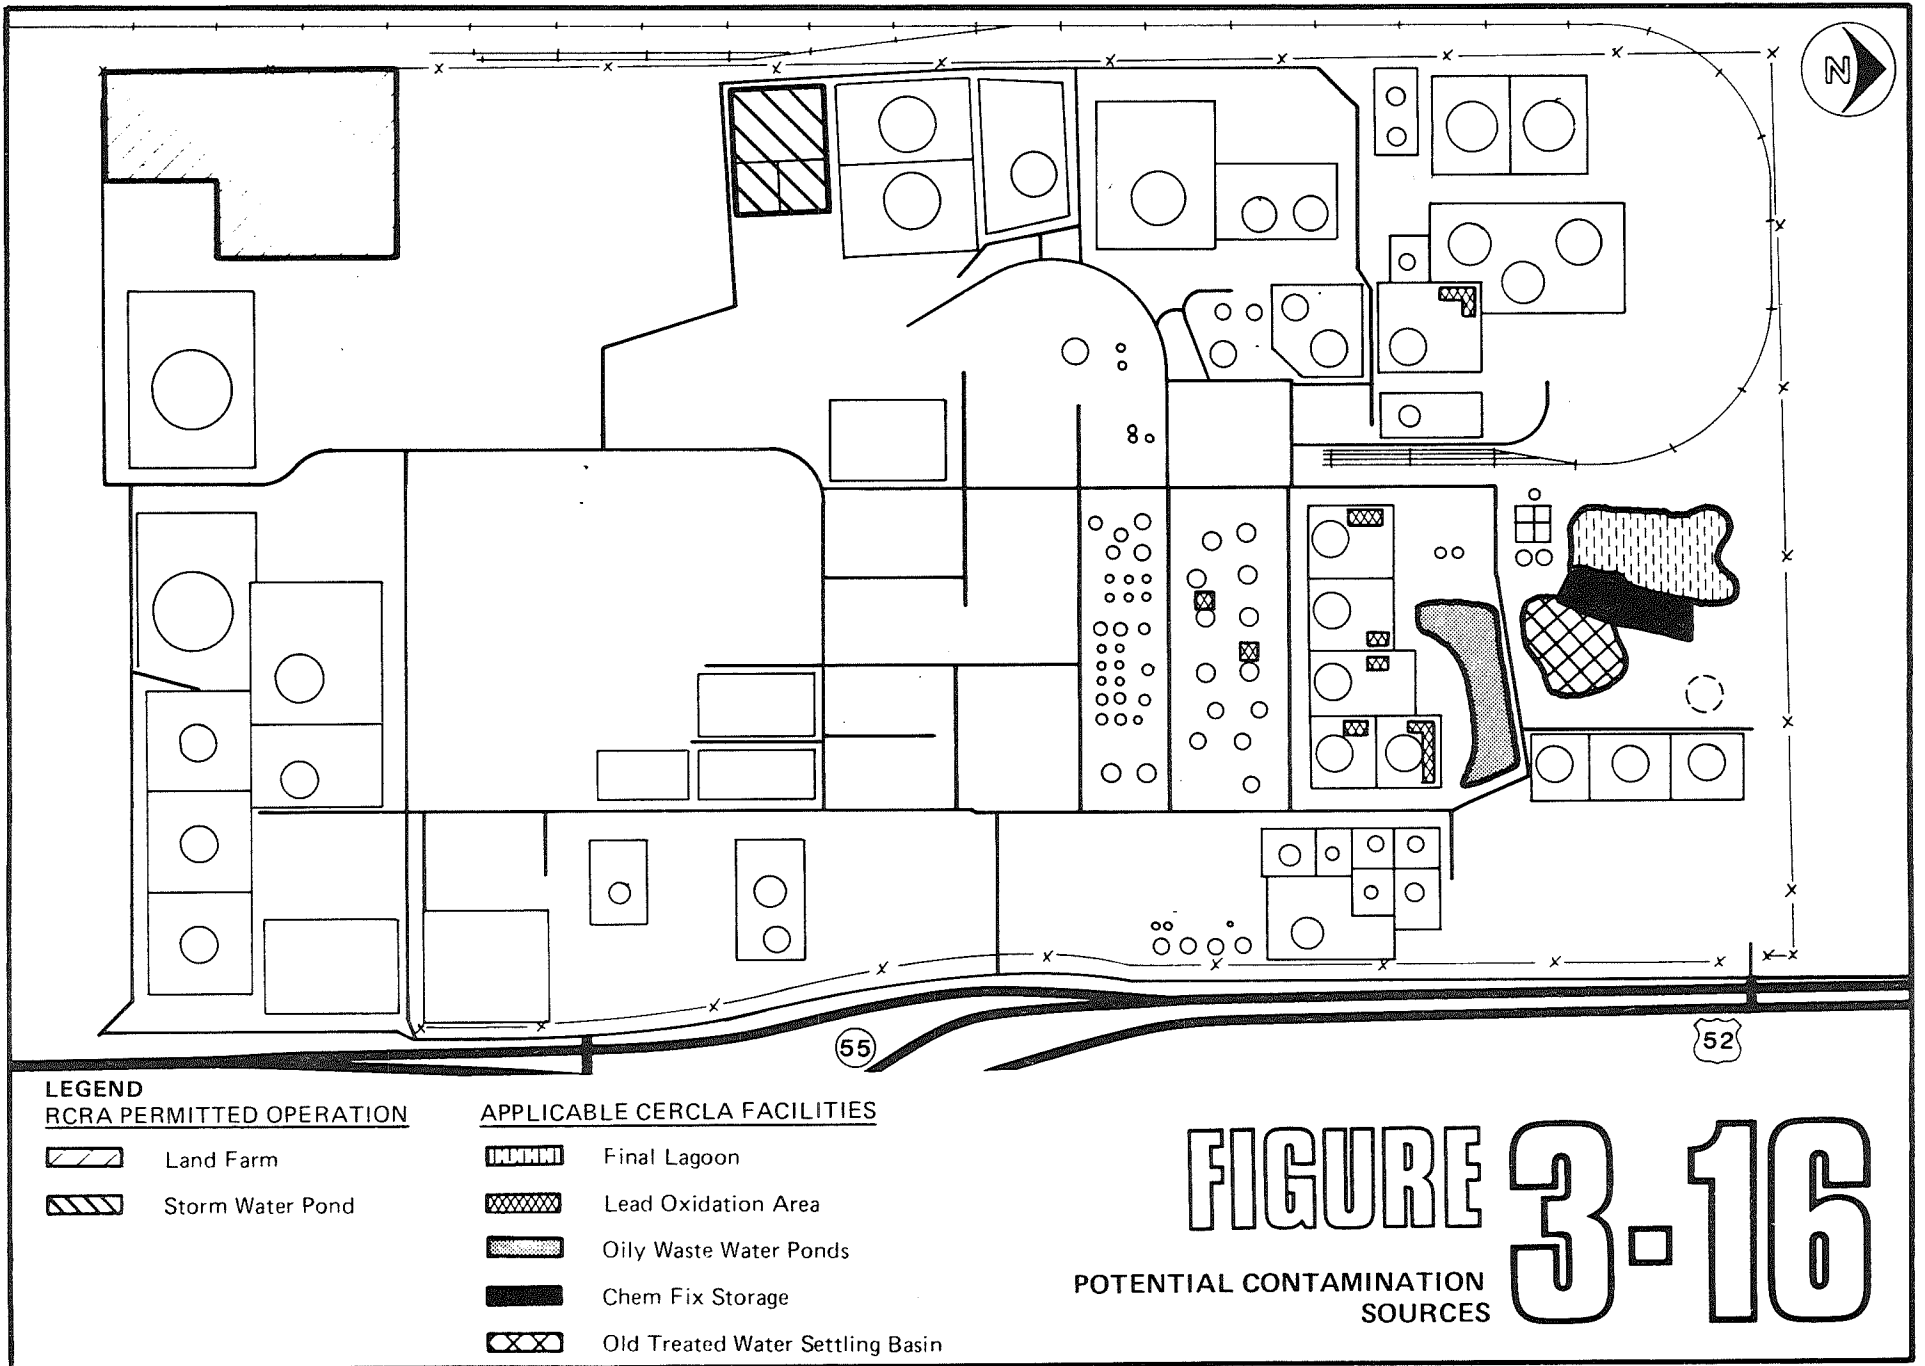 N
55
52
LEGEND
RCRA PERMITTED OPERATION
Land Farm
Storm Water Pond
APPLICABLE CERCLA FACILITIES
Final Lagoon
Lead Oxidation Area
Oily Waste Water Ponds
Chem Fix Storage
Old Treated Water Settling Basin
FIGURE 3-16
POTENTIAL CONTAMINATION
SOURCES